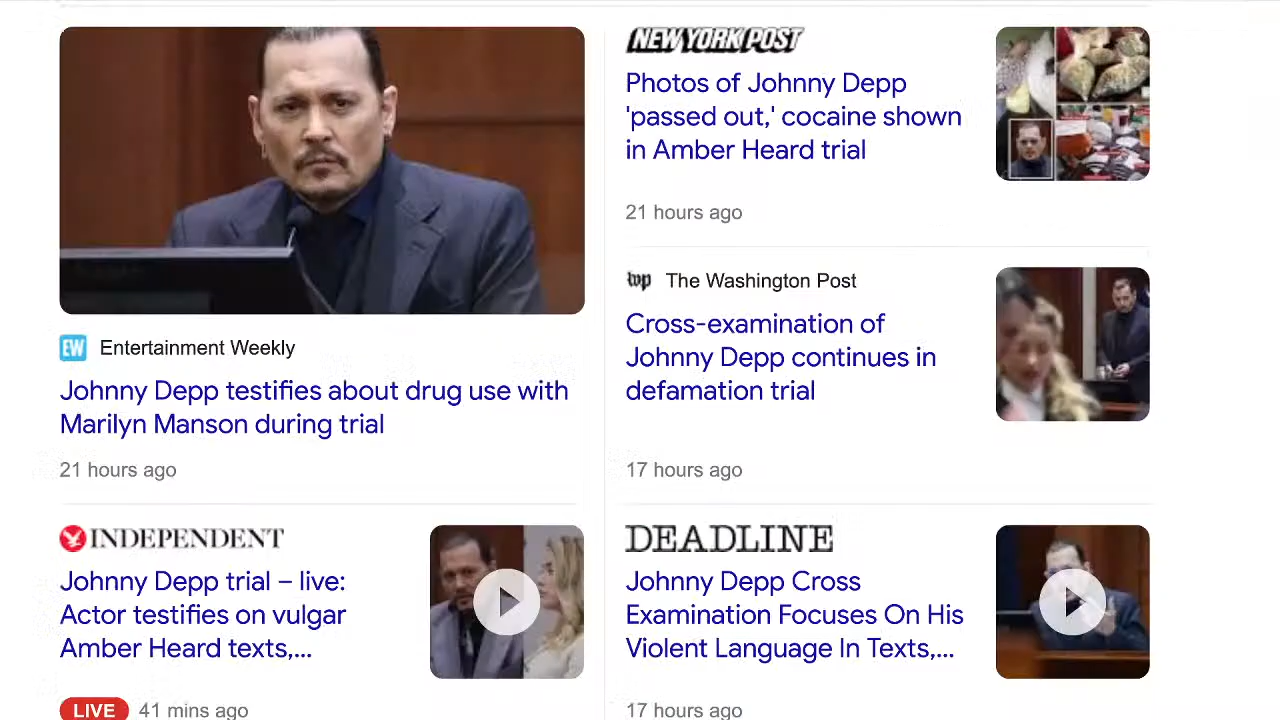 EW Entertainment Weekly
Johnny Depp testifies about drug use with
Marilyn Manson during trial
21 hours ago
INDEPENDENT
Johnny Depp trial – live:
Actor testifies on vulgar
Amber Heard texts,...
LIVE 41 mins ago
NEW YORK POST
Photos of Johnny Depp
'passed out,' cocaine shown
in Amber Heard trial
21 hours ago
wp The Washington Post
Cross-examination of
Johnny Depp continues in
defamation trial
17 hours ago
DEADLINE
Johnny Depp Cross
Examination Focuses On His
Violent Language In Texts,...
17 hours ago